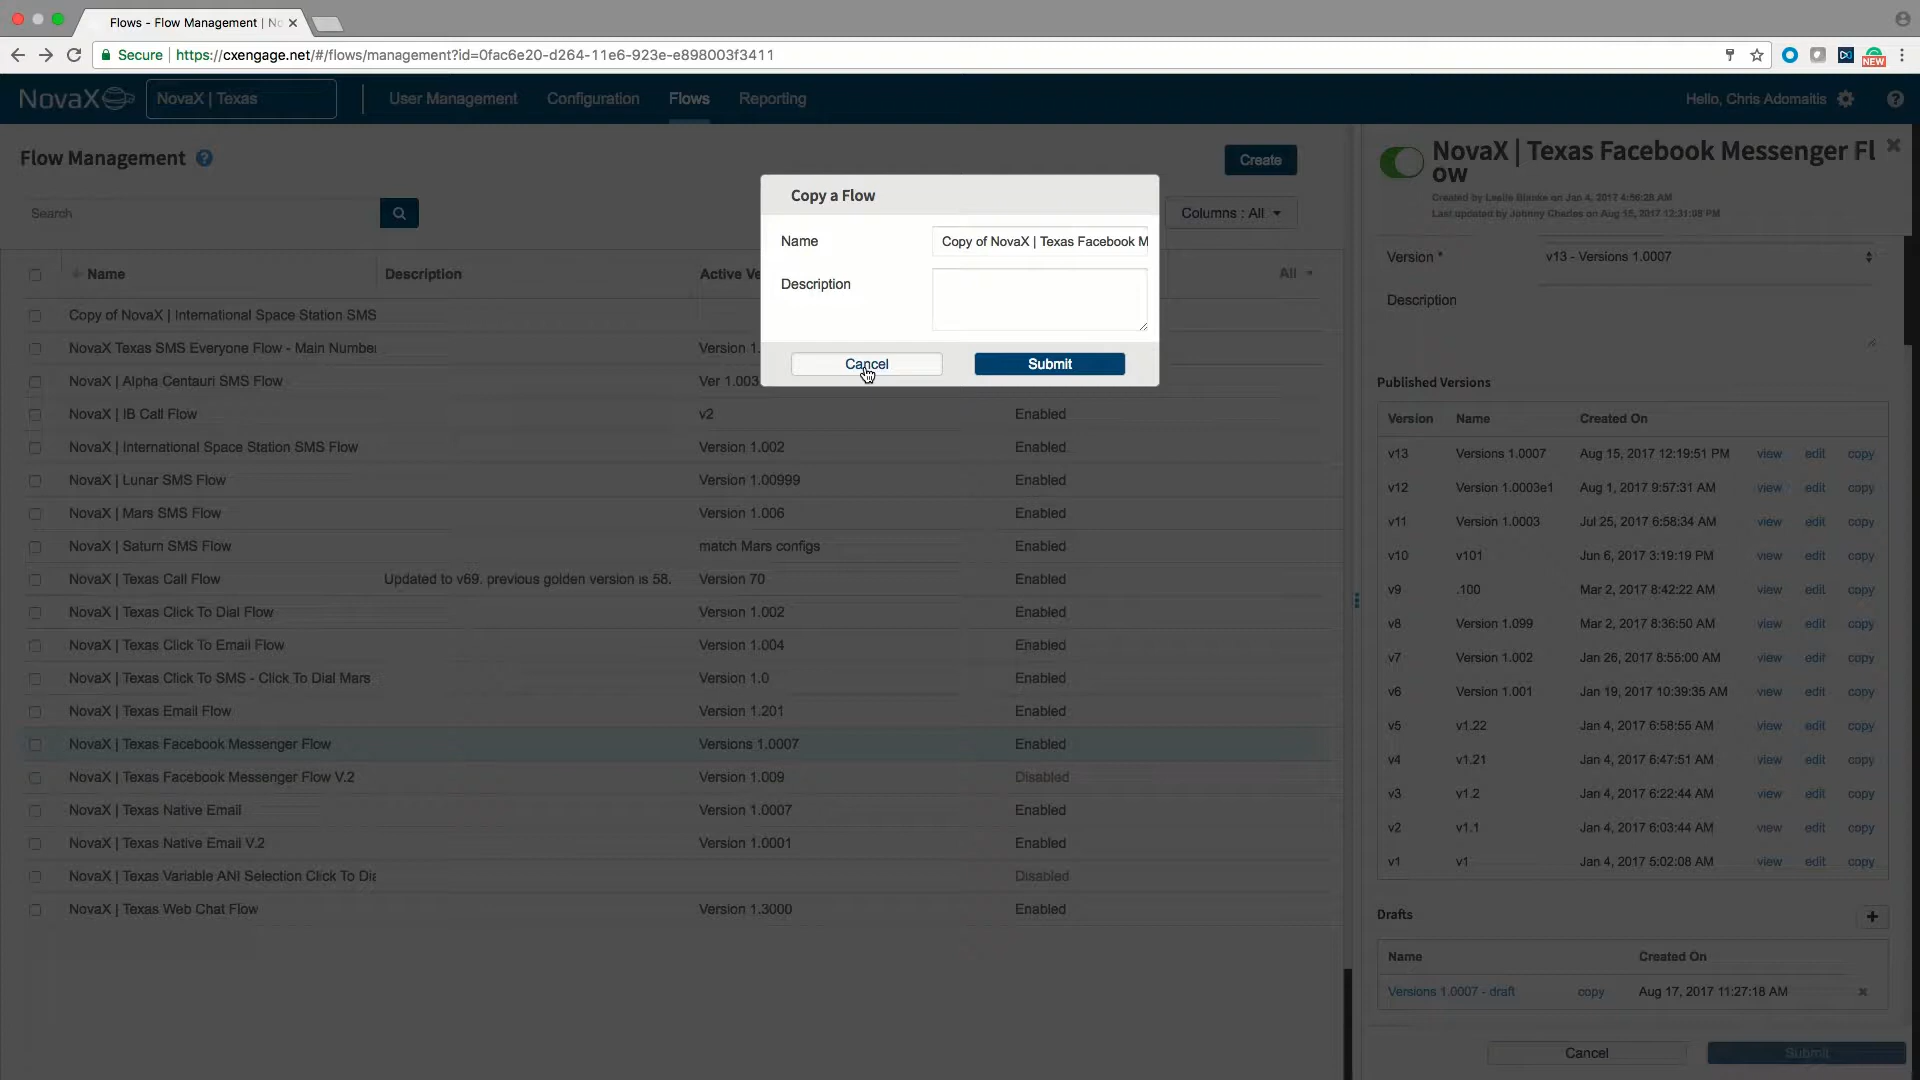 Flows - Flow Management | No
Secure | https://cxengage.net/#/flows/management?id=0fac6e20-d264-11e6-923e-e898003f3411
NEW
NovaX
NovaX | Texas
User Management
Configuration
Flows
Reporting
Hello, Chris Adomaitis
Flow Management
Create
Search
Columns : All
Name
Description
Active Ve
All
Copy of NovaX | International Space Station SMS
NovaX Texas SMS Everyone Flow - Main Number
Version 1.
NovaX | Alpha Centauri SMS Flow
Ver 1.003
NovaX | IB Call Flow
v2
Enabled
NovaX | International Space Station SMS Flow
Version 1.002
Enabled
NovaX | Lunar SMS Flow
Version 1.00999
Enabled
NovaX | Mars SMS Flow
Version 1.006
Enabled
NovaX | Saturn SMS Flow
match Mars configs
Enabled
NovaX | Texas Call Flow
Updated to v69. previous golden version is 58.
Version 70
Enabled
NovaX | Texas Click To Dial Flow
Version 1.002
Enabled
NovaX | Texas Click To Email Flow
Version 1.004
Enabled
NovaX | Texas Click To SMS - Click To Dial Mars
Version 1.0
Enabled
NovaX | Texas Email Flow
Version 1.201
Enabled
NovaX | Texas Facebook Messenger Flow
Versions 1.0007
Enabled
NovaX | Texas Facebook Messenger Flow V.2
Version 1.009
Disabled
NovaX | Texas Native Email
Version 1.0007
Enabled
NovaX | Texas Native Email V.2
Version 1.0001
Enabled
NovaX | Texas Variable ANI Selection Click To Dia
Disabled
NovaX | Texas Web Chat Flow
Version 1.3000
Enabled
Copy a Flow
Name
Copy of NovaX | Texas Facebook M
Description
Cancel
Submit
NovaX | Texas Facebook Messenger Fl
ow
Created by Leslie Blanke on Jan 4, 2017 4:56:28 AM
Last updated by Johnny Chades on Aug 15, 2017 12:31:08 PM
Version *
v13 - Versions 1.0007
Description
Published Versions
Version Name Created On
v13 Versions 1.0007 Aug 15, 2017 12:19:51 PM view edit copy
v12 Version 1.0003e1 Aug 1, 2017 9:57:31 AM view edit copy
v11 Version 1.0003 Jul 25, 2017 6:58:34 AM view edit copy
v10 v101 Jun 6, 2017 3:19:19 PM view edit copy
v9 .100 Mar 2, 2017 8:42:22 AM view edit copy
v8 Version 1.099 Mar 2, 2017 8:36:50 AM view edit copy
v7 Version 1.002 Jan 26, 2017 8:55:00 AM view edit copy
v6 Version 1.001 Jan 19, 2017 10:39:35 AM view edit copy
v5 v1.22 Jan 4, 2017 6:58:55 AM view edit copy
v4 v1.21 Jan 4, 2017 6:47:51 AM view edit copy
v3 v1.2 Jan 4, 2017 6:22:44 AM view edit copy
v2 v1.1 Jan 4, 2017 6:03:44 AM view edit copy
v1 v1 Jan 4, 2017 5:02:08 AM view edit copy
Drafts
Name Created On
Versions 1.0007 - draft copy Aug 17, 2017 11:27:18 AM
Cancel
Submit